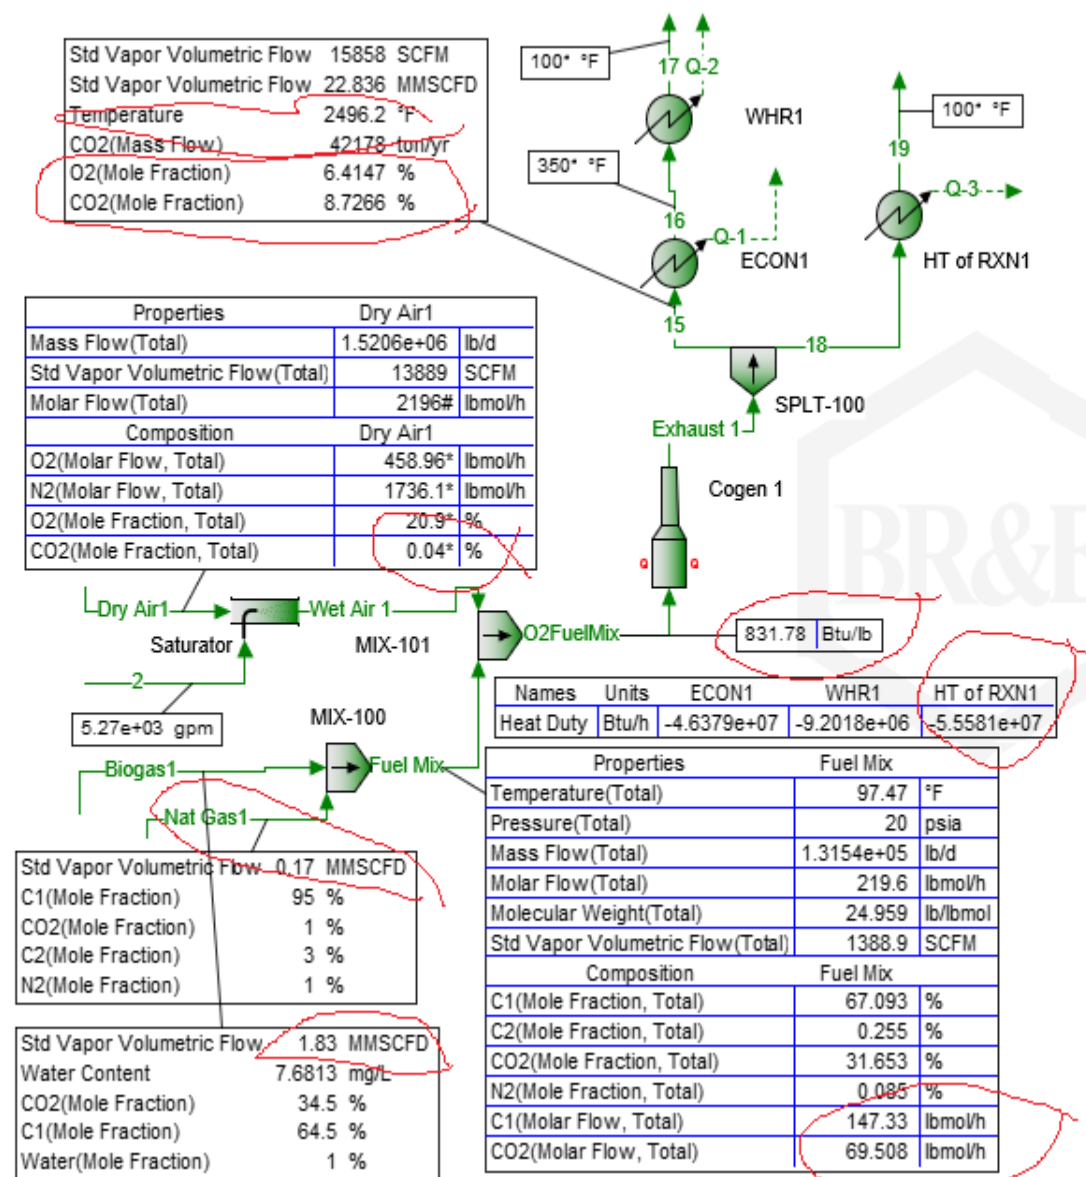 Std Vapor Volumetric Flow 15858 SCFM
Std Vapor Volumetric Flow 22.836 MMSCFD
Temperature 2496.2 °F
CO2(Mass Flow) 42178 ton/yr
O2(Mole Fraction) 6.4147 %
CO2(Mole Fraction) 8.7266 %
100* °F
17
Q-2
WHR1
350* °F
16
Q-1
ECON1
15
100* °F
19
Q-3
HT of RXN1
18
SPLT-100
Exhaust 1
Cogen 1
Q Q
BR&E
Properties Dry Air1
Mass Flow(Total) 1.5206e+06 lb/d
Std Vapor Volumetric Flow(Total) 13889 SCFM
Molar Flow(Total) 2196# lbmol/h
Composition Dry Air1
O2(Molar Flow, Total) 458.96* lbmol/h
N2(Molar Flow, Total) 1736.1* lbmol/h
O2(Mole Fraction, Total) 20.9* %
CO2(Mole Fraction, Total) 0.04* %
Dry Air1
Wet Air 1
Saturator
MIX-101
O2FuelMix
831.78 Btu/lb
2
5.27e+03 gpm
MIX-100
Biogas1
Fuel Mix
Nat Gas1
Names Units ECON1 WHR1 HT of RXN1
Heat Duty Btu/h -4.6379e+07 -9.2018e+06 -5.5581e+07
Std Vapor Volumetric Flow 0.17 MMSCFD
C1(Mole Fraction) 95 %
CO2(Mole Fraction) 1 %
C2(Mole Fraction) 3 %
N2(Mole Fraction) 1 %
Std Vapor Volumetric Flow 1.83 MMSCFD
Water Content 7.6813 mg/L
CO2(Mole Fraction) 34.5 %
C1(Mole Fraction) 64.5 %
Water(Mole Fraction) 1 %
Properties Fuel Mix
Temperature(Total) 97.47 °F
Pressure(Total) 20 psia
Mass Flow(Total) 1.3154e+05 lb/d
Molar Flow(Total) 219.6 lbmol/h
Molecular Weight(Total) 24.959 lb/lbmol
Std Vapor Volumetric Flow(Total) 1388.9 SCFM
Composition Fuel Mix
C1(Mole Fraction, Total) 67.093 %
C2(Mole Fraction, Total) 0.255 %
CO2(Mole Fraction, Total) 31.653 %
N2(Mole Fraction, Total) 0.085 %
C1(Molar Flow, Total) 147.33 lbmol/h
CO2(Molar Flow, Total) 69.508 lbmol/h